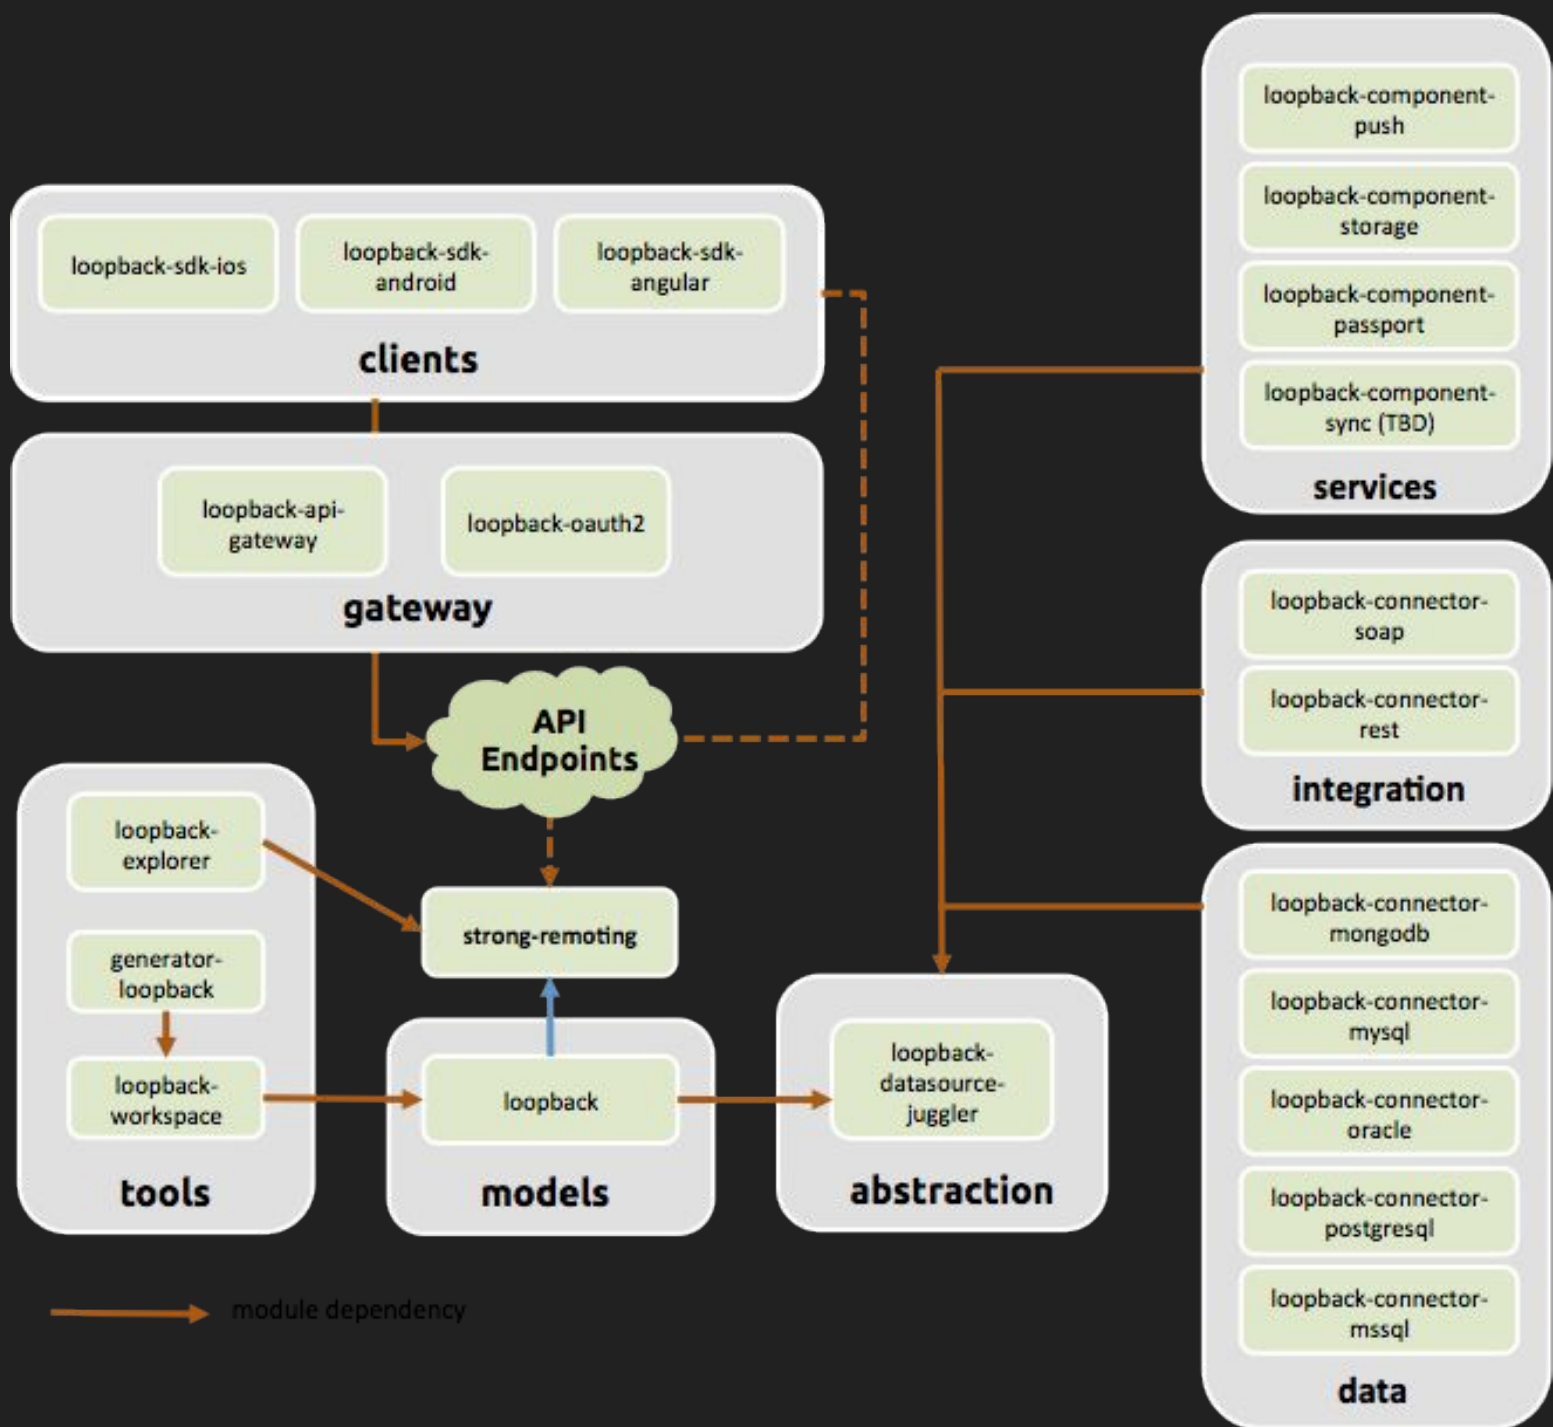 loopback-sdk-ios
loopback-sdk-
android
loopback-sdk-
angular
clients
loopback-api-
gateway
loopback-oauth2
gateway
API
Endpoints
loopback-
explorer
generator-
loopback
loopback-
workspace
tools
strong-remoting
loopback
models
loopback-
datasource-
juggler
abstraction
loopback-component-
push
loopback-component-
storage
loopback-component-
passport
loopback-component-
sync (TBD)
services
loopback-connector-
soap
loopback-connector-
rest
integration
loopback-connector-
mongodb
loopback-connector-
mysql
loopback-connector-
oracle
loopback-connector-
postgresql
loopback-connector-
mssql
data
module dependency